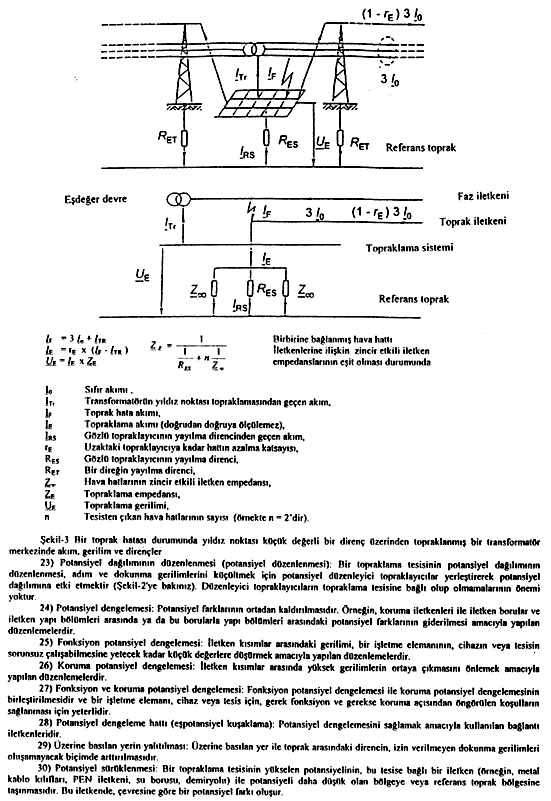 (1 - rE) 3 I0
ITr
IF
3 I0
RET
RES
IRS
UE
RET
Referans toprak
Eşdeğer devre
Faz iletkeni
ITr
IF
3 I0
(1 - rE) 3 I0
Toprak iletkeni
Topraklama sistemi
UE
IE
Z∞
RES
Z∞
IRS
Referans toprak
IF = 3 Io + ITR
IE = rE x (IF - ITR)
UE = IE x ZE
ZE = 1 / (1/RES + n 1/Z∞)
Birbirine bağlanmış hava hattı
İletkenlerine ilişkin zincir etkili iletken
empedanslarının eşit olması durumunda
I0 Sıfır akımı ,
ITr Transformatörün yıldız noktası topraklamasından geçen akım,
IF Toprak hata akımı,
IE Topraklama akımı (doğrudan doğruya ölçülemez),
IRS Gözlü topraklayıcının yayılma direncinden geçen akım,
rE Uzaktaki topraklayıcıya kadar hattın azalma katsayısı,
RES Gözlü topraklayıcının yayılma direnci,
RET Bir direğin yayılma direnci,
Z∞ Hava hatlarının zincir etkili iletken empedansı,
ZE Topraklama empedansı,
UE Topraklama gerilimi,
n Tesisten çıkan hava hatlarının sayısı (örnekte n = 2'dir).
Şekil-3 Bir toprak hatası durumunda yıldız noktası küçük değerli bir direnç üzerinden topraklanmış bir transformatör
merkezinde akım, gerilim ve dirençler
23) Potansiyel dağılımının düzenlenmesi (potansiyel düzenlenmesi): Bir topraklama tesisinin potansiyel dağılımının
düzenlenmesi, adım ve dokunma gerilimlerini küçültmek için potansiyel düzenleyici topraklayıcılar yerleştirerek potansiyel
dağılımına etki etmektir (Şekil-2'ye bakınız). Düzenleyici topraklayıcıların topraklama tesisine bağlı olup olmamalarının önemi
yoktur.
24) Potansiyel dengelemesi: Potansiyel farklarının ortadan kaldırılmasıdır. Örneğin, koruma iletkenleri ile iletken borular ve
iletken yapı bölümleri arasında ya da bu borularla yapı bölümleri arasındaki potansiyel farklarının giderilmesi amacıyla yapılan
düzenlemelerdir.
25) Fonksiyon potansiyel dengelemesi: İletken kısımlar arasındaki gerilimi, bir işletme elemanının, cihazın veya tesisin
sorunsuz çalışabilmesine yetecek kadar küçük değerlere düşürmek amacıyla yapılan düzenlemelerdir.
26) Koruma potansiyel dengelemesi: İletken kısımlar arasında yüksek gerilimlerin ortaya çıkmasını önlemek amacıyla
yapılan düzenlemelerdir.
27) Fonksiyon ve koruma potansiyel dengelemesi: Fonksiyon potansiyel dengelemesi ile koruma potansiyel dengelemesinin
birleştirilmesidir ve bir işletme elemanı, cihaz veya tesis için, gerek fonksiyon ve gerekse koruma açısından öngörülen koşulların
sağlanması için yeterlidir.
28) Potansiyel dengeleme hattı (eşpotansiyel kuşaklama): Potansiyel dengelemesini sağlamak amacıyla kullanılan bağlantı
iletkenleridir.
29) Üzerine basılan yerin yalıtılması: Üzerine basılan yer ile toprak arasındaki direncin, izin verilmeyen dokunma gerilimleri
oluşamayacak biçimde arttırılmasıdır.
30) Potansiyel sürüklenmesi: Bir topraklama tesisinin yükselen potansiyelinin, bu tesise bağlı bir iletken (örneğin, metal
kablo kılıfları, PEN iletkeni, su borusu, demiryolu) ile potansiyeli daha düşük olan bölgeye veya referans toprak bölgesine
taşınmasıdır. Bu iletkende, çevresine göre bir potansiyel farkı oluşur.